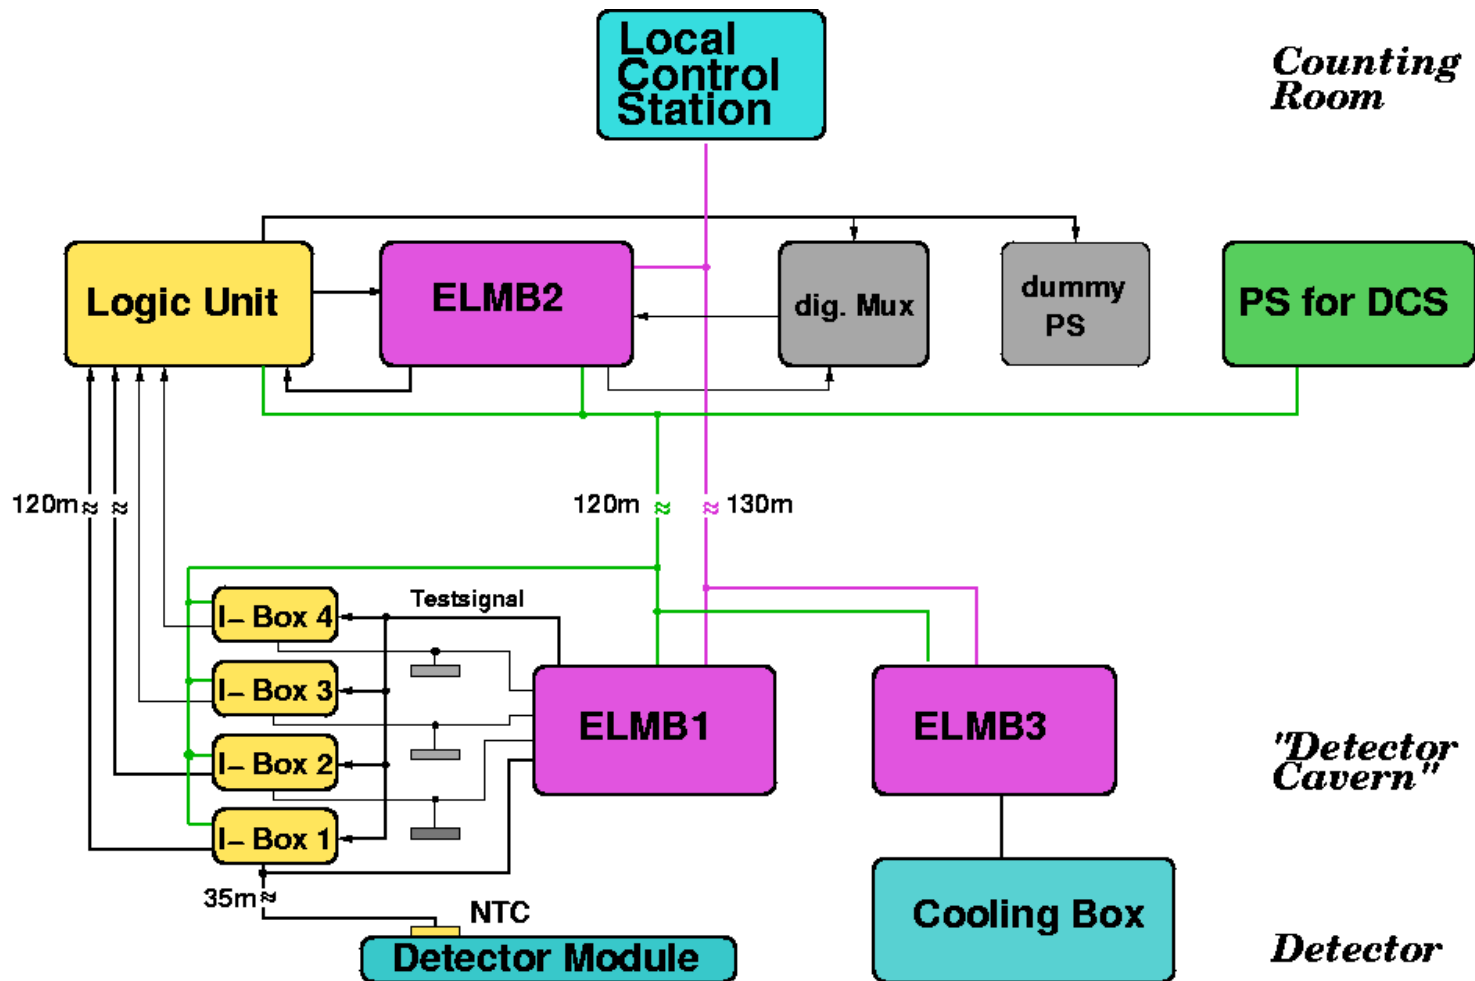 Local
Control
Station
Counting
Room
Logic Unit
ELMB2
dig. Mux
dummy
PS
PS for DCS
120m
120m
130m
Testsignal
I– Box 4
I– Box 3
I– Box 2
I– Box 1
ELMB1
ELMB3
"Detector
Cavern"
35m
NTC
Detector Module
Cooling Box
Detector